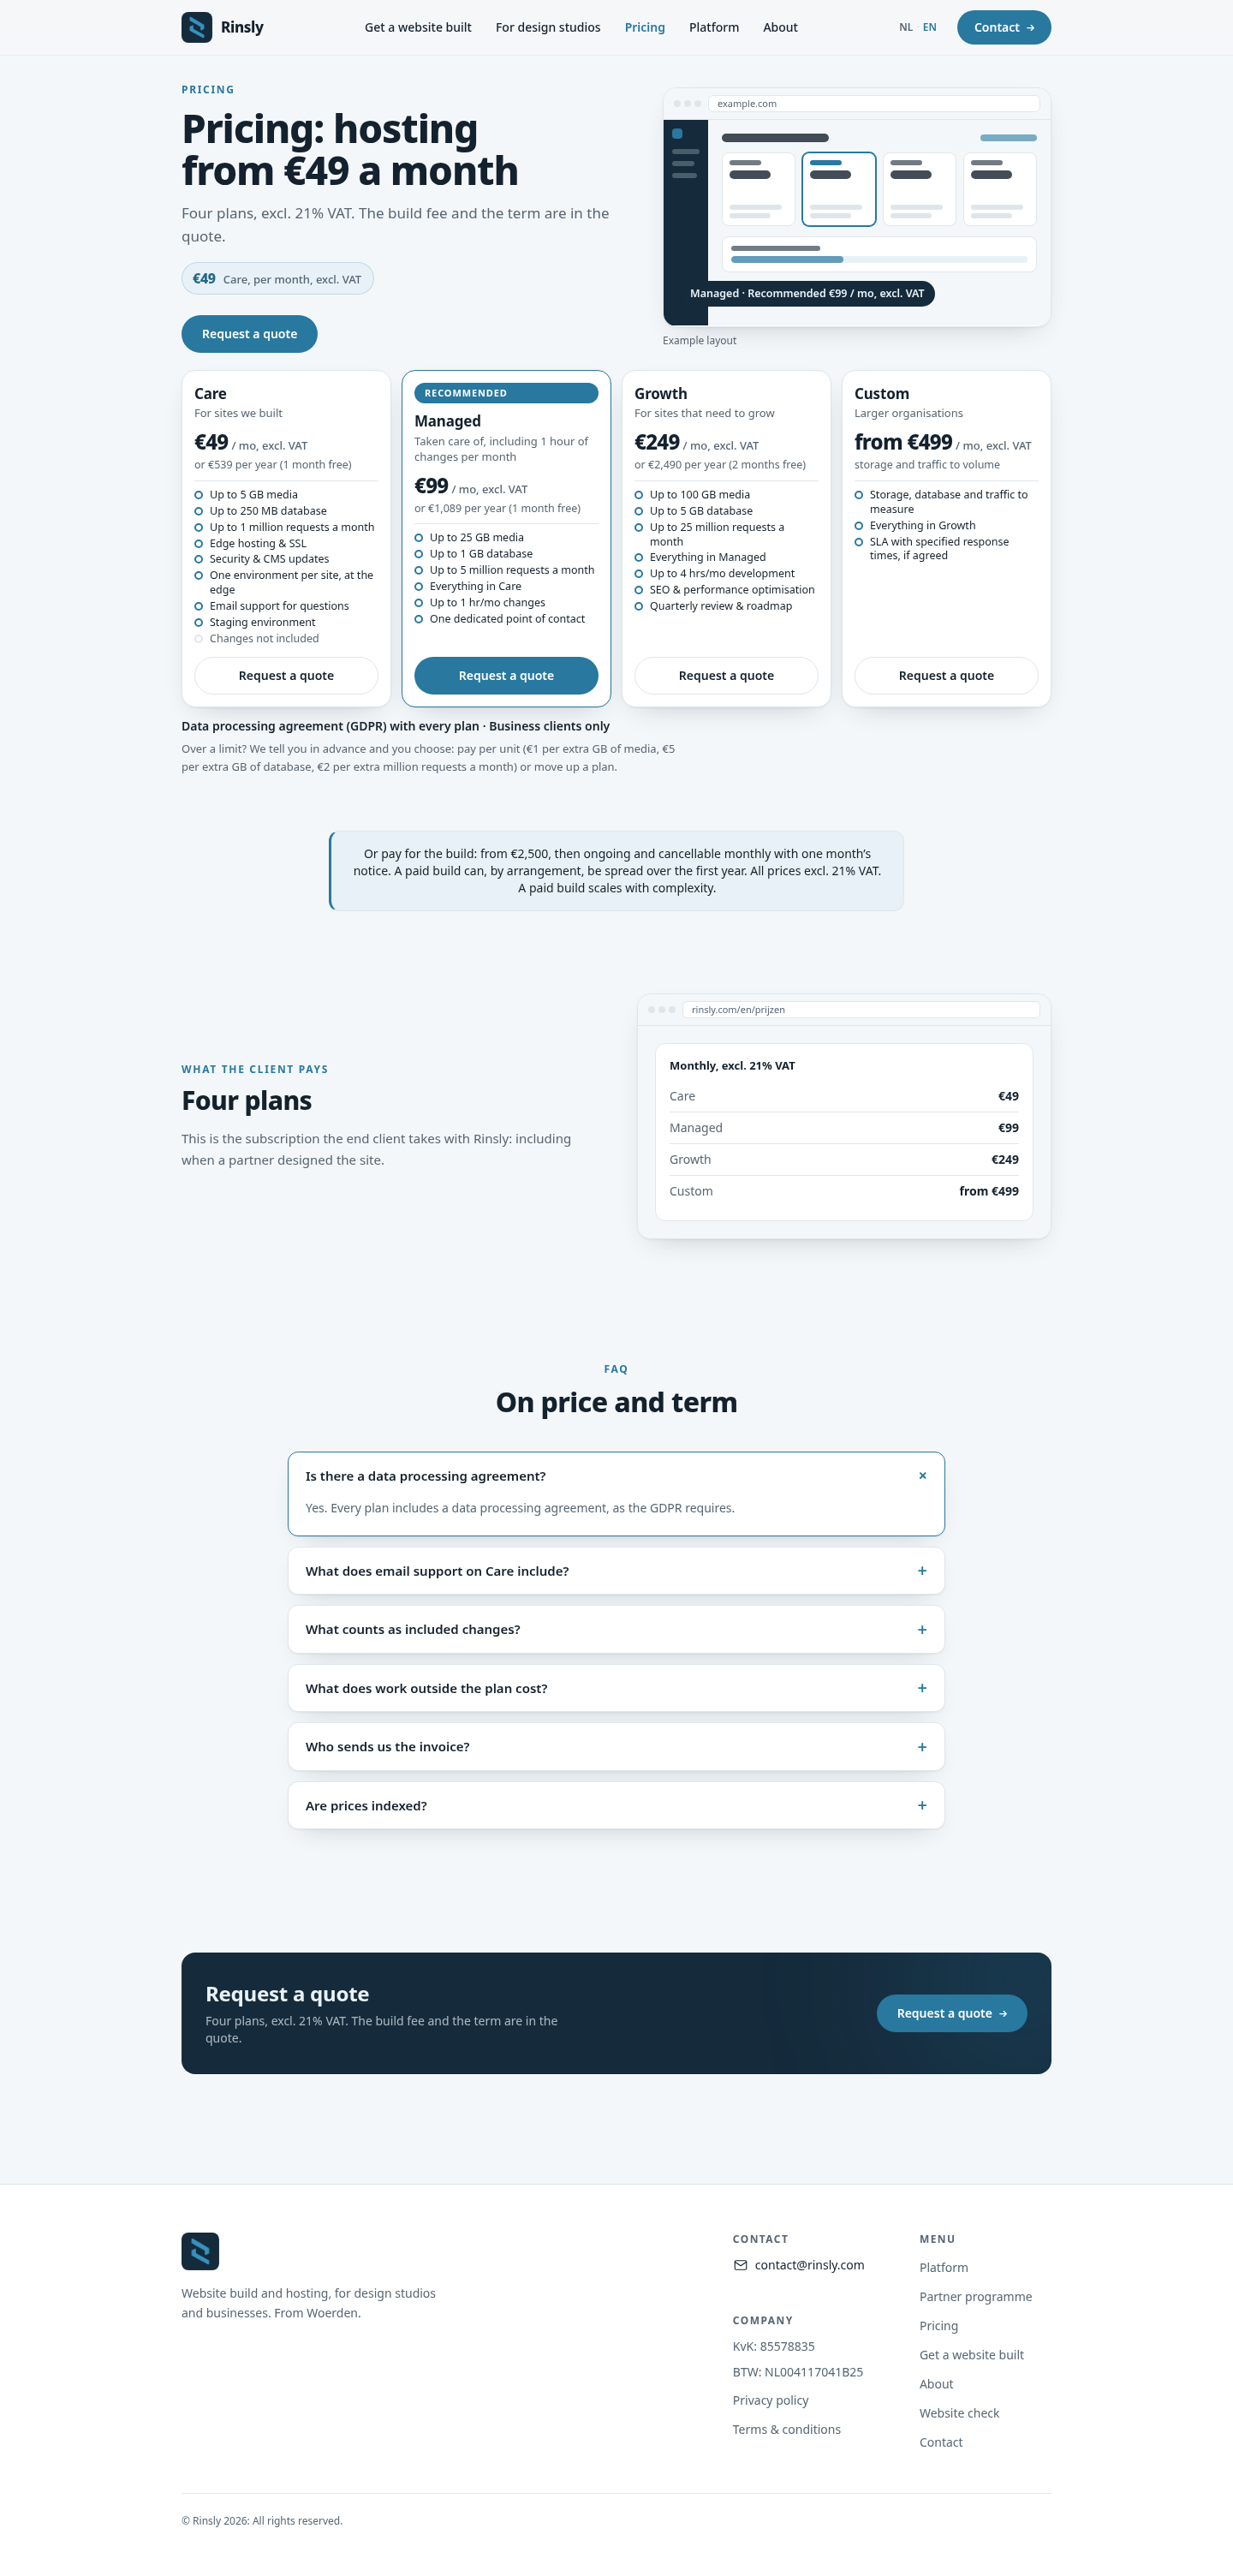 Rinsly
Get a website built
For design studios
Pricing
Platform
About
NL · EN
Contact →
PRICING
Pricing: hosting
from €49 a month
Four plans, excl. 21% VAT. The build fee and the term are in the
quote.
€49 Care, per month, excl. VAT
Request a quote
example.com
Managed · Recommended €99 / mo, excl. VAT
Example layout
Care
For sites we built
€49 / mo, excl. VAT
or €539 per year (1 month free)
Up to 5 GB media
Up to 250 MB database
Up to 1 million requests a month
Edge hosting & SSL
Security & CMS updates
One environment per site, at the
edge
Email support for questions
Staging environment
Changes not included
Request a quote
RECOMMENDED
Managed
Taken care of, including 1 hour of
changes per month
€99 / mo, excl. VAT
or €1,089 per year (1 month free)
Up to 25 GB media
Up to 1 GB database
Up to 5 million requests a month
Everything in Care
Up to 1 hr/mo changes
One dedicated point of contact
Request a quote
Growth
For sites that need to grow
€249 / mo, excl. VAT
or €2,490 per year (2 months free)
Up to 100 GB media
Up to 5 GB database
Up to 25 million requests a
month
Everything in Managed
Up to 4 hrs/mo development
SEO & performance optimisation
Quarterly review & roadmap
Request a quote
Custom
Larger organisations
from €499 / mo, excl. VAT
storage and traffic to volume
Storage, database and traffic to
measure
Everything in Growth
SLA with specified response
times, if agreed
Request a quote
Data processing agreement (GDPR) with every plan · Business clients only
Over a limit? We tell you in advance and you choose: pay per unit (€1 per extra GB of media, €5
per extra GB of database, €2 per extra million requests a month) or move up a plan.
Or pay for the build: from €2,500, then ongoing and cancellable monthly with one month’s
notice. A paid build can, by arrangement, be spread over the first year. All prices excl. 21% VAT.
A paid build scales with complexity.
WHAT THE CLIENT PAYS
Four plans
This is the subscription the end client takes with Rinsly: including
when a partner designed the site.
rinsly.com/en/prijzen
Monthly, excl. 21% VAT
Care €49
Managed €99
Growth €249
Custom from €499
FAQ
On price and term
Is there a data processing agreement? ×
Yes. Every plan includes a data processing agreement, as the GDPR requires.
What does email support on Care include? +
What counts as included changes? +
What does work outside the plan cost? +
Who sends us the invoice? +
Are prices indexed? +
Request a quote
Four plans, excl. 21% VAT. The build fee and the term are in the
quote.
Request a quote →
Website build and hosting, for design studios
and businesses. From Woerden.
CONTACT
contact@rinsly.com
COMPANY
KvK: 85578835
BTW: NL004117041B25
Privacy policy
Terms & conditions
MENU
Platform
Partner programme
Pricing
Get a website built
About
Website check
Contact
© Rinsly 2026: All rights reserved.